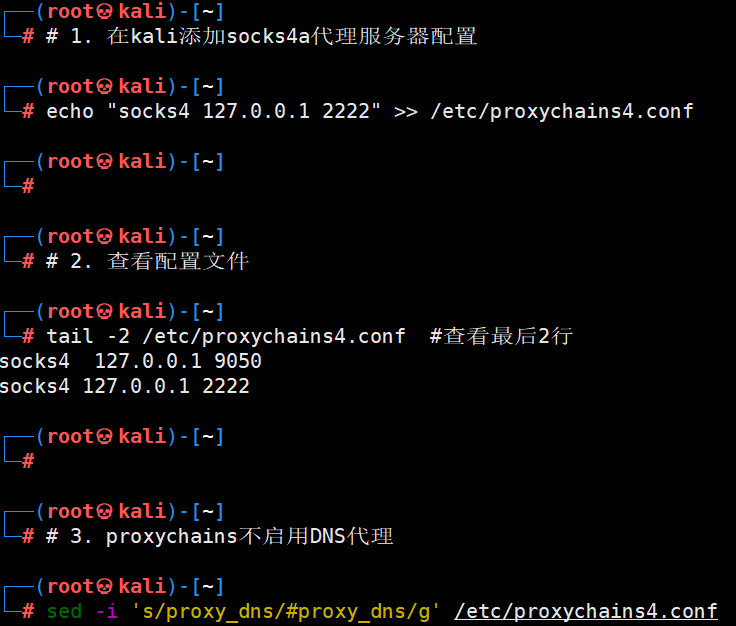 ┌──(root㉿kali)-[~]
└─# # 1. 在kali添加socks4a代理服务器配置
┌──(root㉿kali)-[~]
└─# echo "socks4 127.0.0.1 2222" >> /etc/proxychains4.conf
┌──(root㉿kali)-[~]
└─#
┌──(root㉿kali)-[~]
└─# # 2. 查看配置文件
┌──(root㉿kali)-[~]
└─# tail -2 /etc/proxychains4.conf  #查看最后2行
socks4  127.0.0.1 9050
socks4 127.0.0.1 2222
┌──(root㉿kali)-[~]
└─#
┌──(root㉿kali)-[~]
└─# # 3. proxychains不启用DNS代理
┌──(root㉿kali)-[~]
└─# sed -i 's/proxy_dns/#proxy_dns/g' /etc/proxychains4.conf